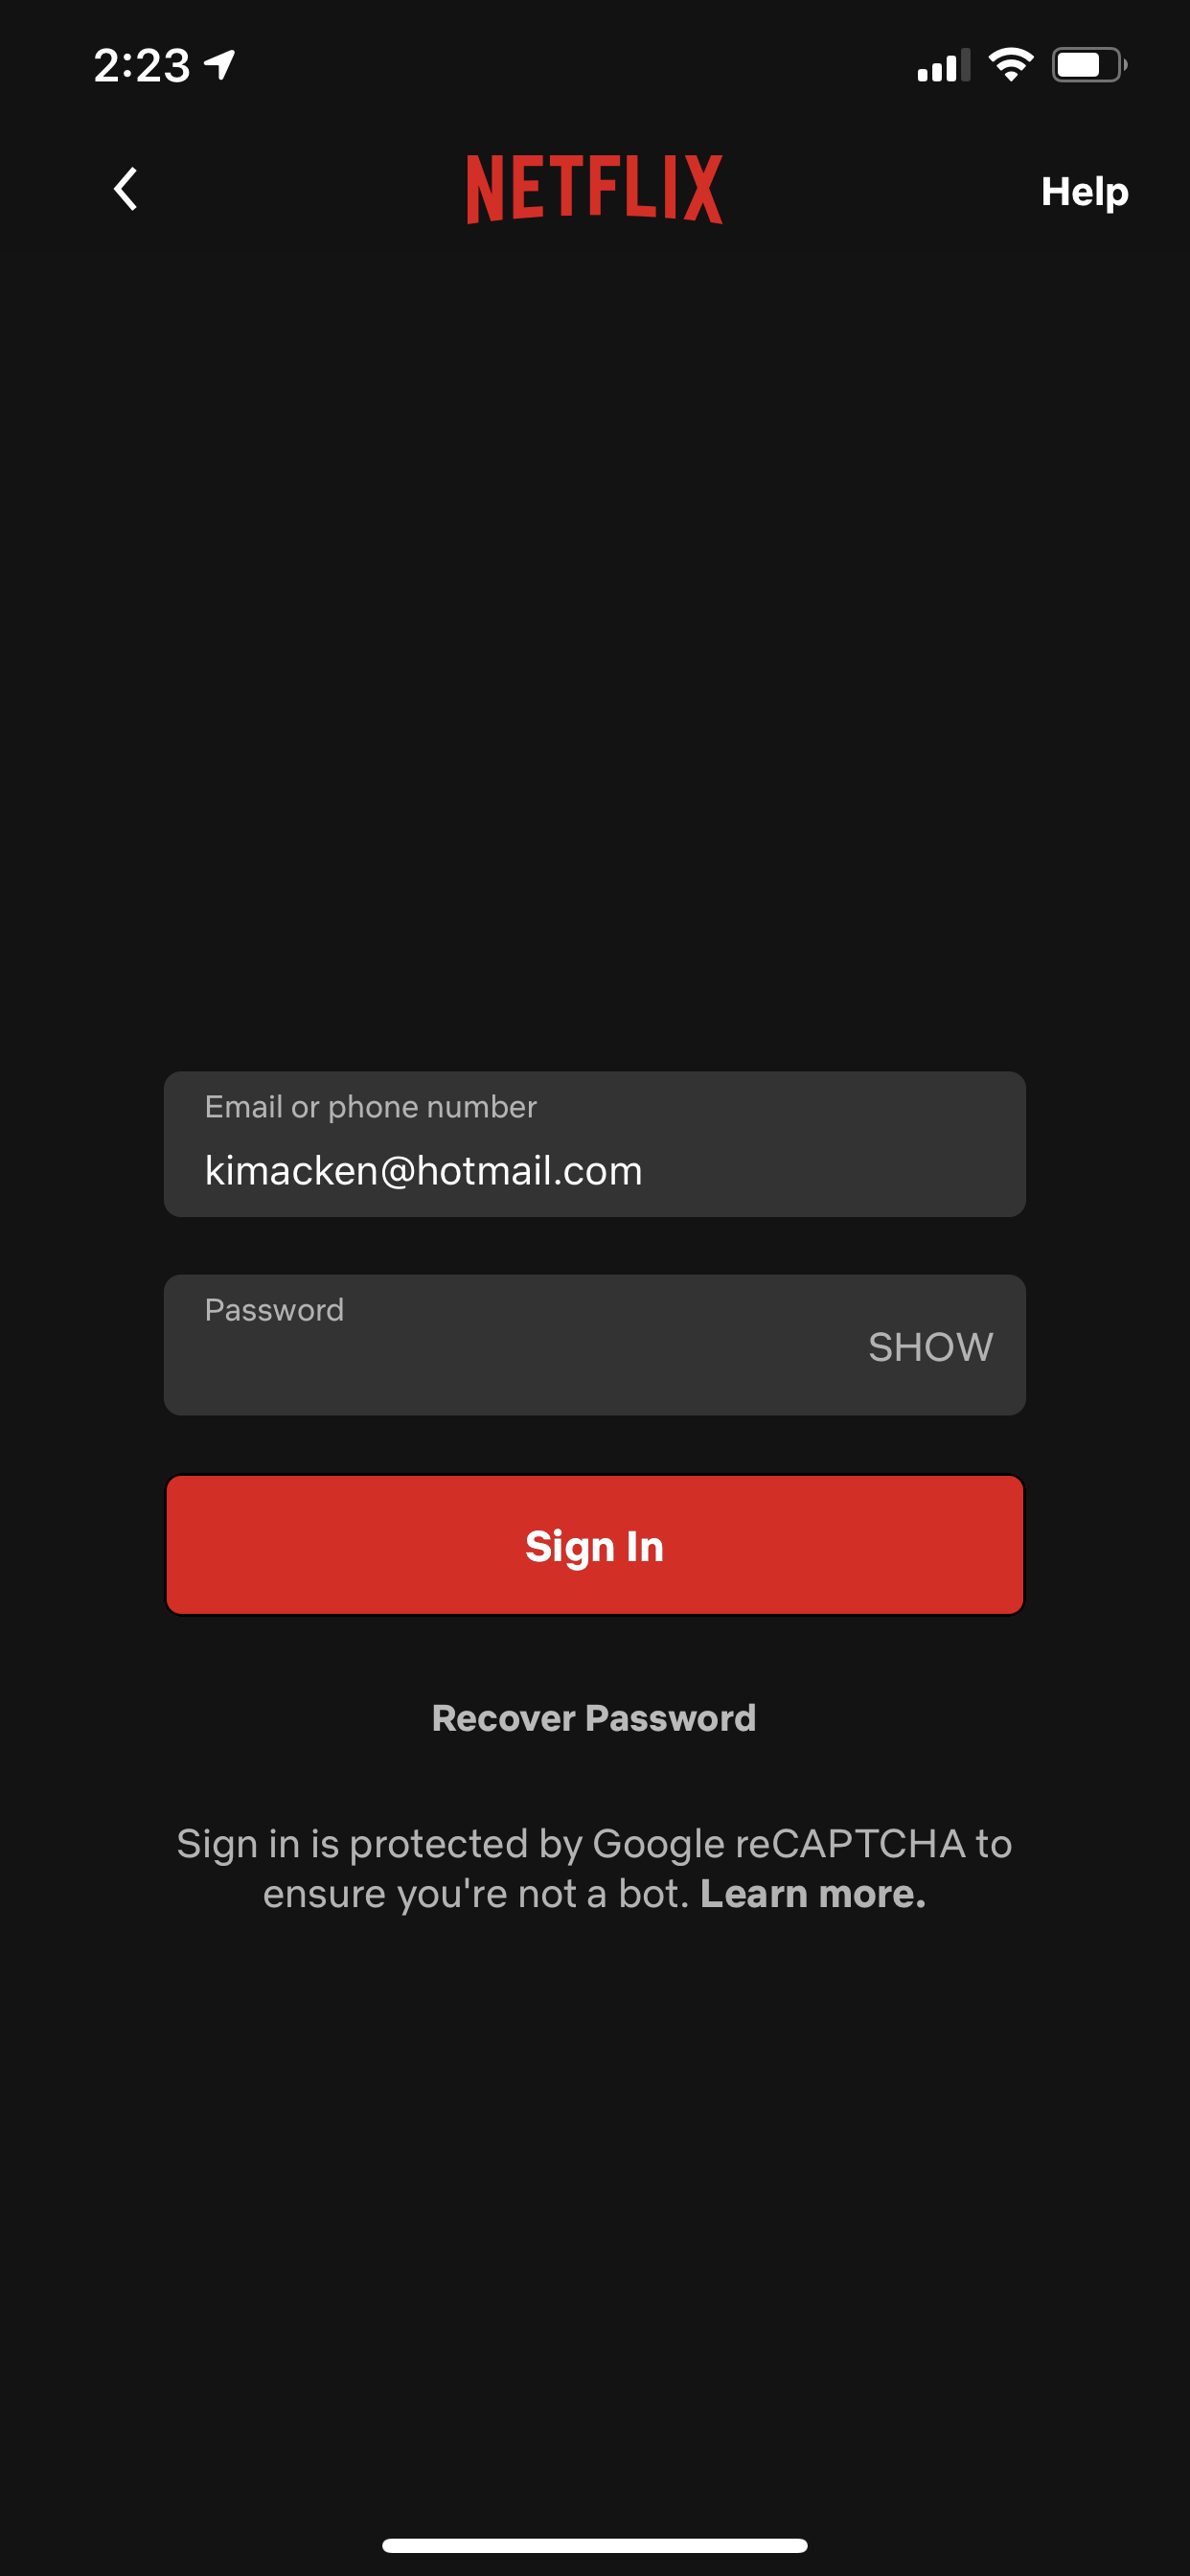 2:23
NETFLIX
Help
Email or phone number
kimacken@hotmail.com
Password
SHOW
Sign In
Recover Password
Sign in is protected by Google reCAPTCHA to
ensure you're not a bot. Learn more.